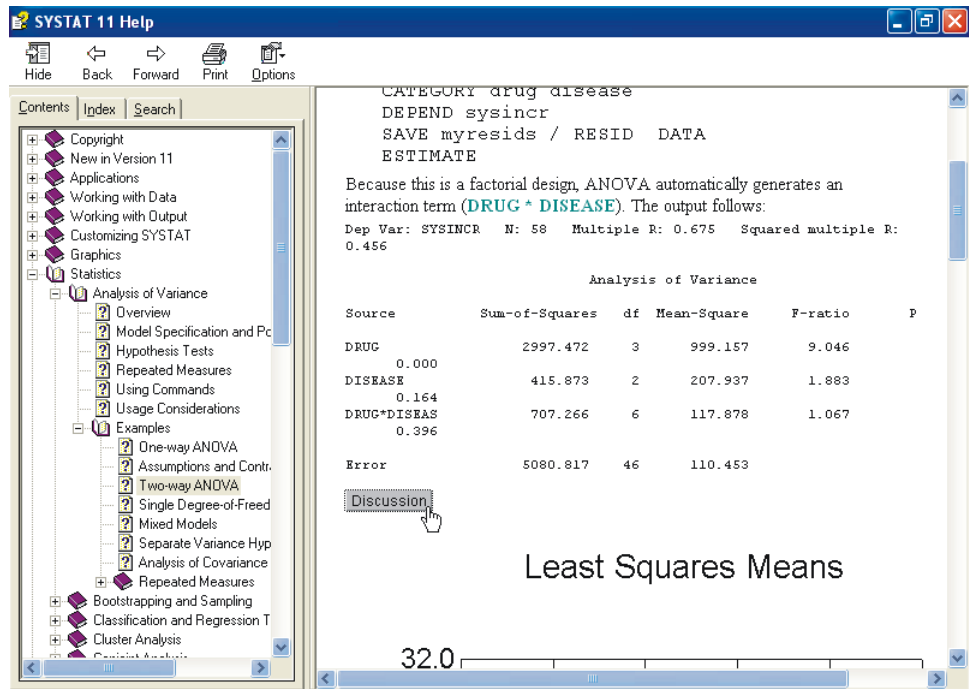 SYSTAT 11 Help
Hide Back Forward Print Options
Contents Index Search
Copyright
New in Version 11
Applications
Working with Data
Working with Output
Customizing SYSTAT
Graphics
Statistics
Analysis of Variance
Overview
Model Specification and Pc
Hypothesis Tests
Repeated Measures
Using Commands
Usage Considerations
Examples
One-way ANOVA
Assumptions and Contr
Two-way ANOVA
Single Degree-of-Freed
Mixed Models
Separate Variance Hyp
Analysis of Covariance
Repeated Measures
Bootstrapping and Sampling
Classification and Regression T
Cluster Analysis
Conjoint Analysis
CATEGORY drug disease
DEPEND sysincr
SAVE myresids / RESID DATA
ESTIMATE
Because this is a factorial design, ANOVA automatically generates an
interaction term (DRUG * DISEASE). The output follows:
Dep Var: SYSINCR N: 58 Multiple R: 0.675 Squared multiple R:
0.456
Analysis of Variance
Source Sum-of-Squares df Mean-Square F-ratio P
DRUG 2997.472 3 999.157 9.046
0.000
DISEASE 415.873 2 207.937 1.883
0.164
DRUG*DISEAS 707.266 6 117.878 1.067
0.396
Error 5080.817 46 110.453
Discussion
Least Squares Means
32.0